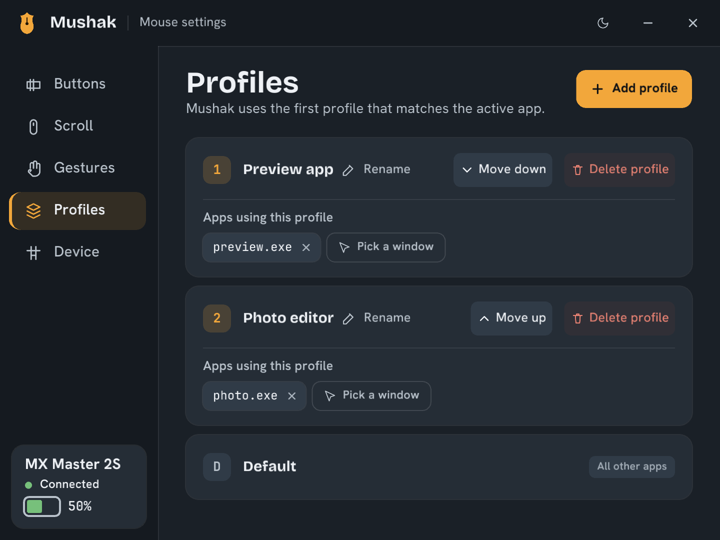 Mushak
Mouse settings
Buttons
Scroll
Gestures
Profiles
Device
MX Master 2S
Connected
50%
Profiles
Mushak uses the first profile that matches the active app.
Add profile
1 Preview app Rename Move down Delete profile
Apps using this profile
preview.exe Pick a window
2 Photo editor Rename Move up Delete profile
Apps using this profile
photo.exe Pick a window
D Default All other apps